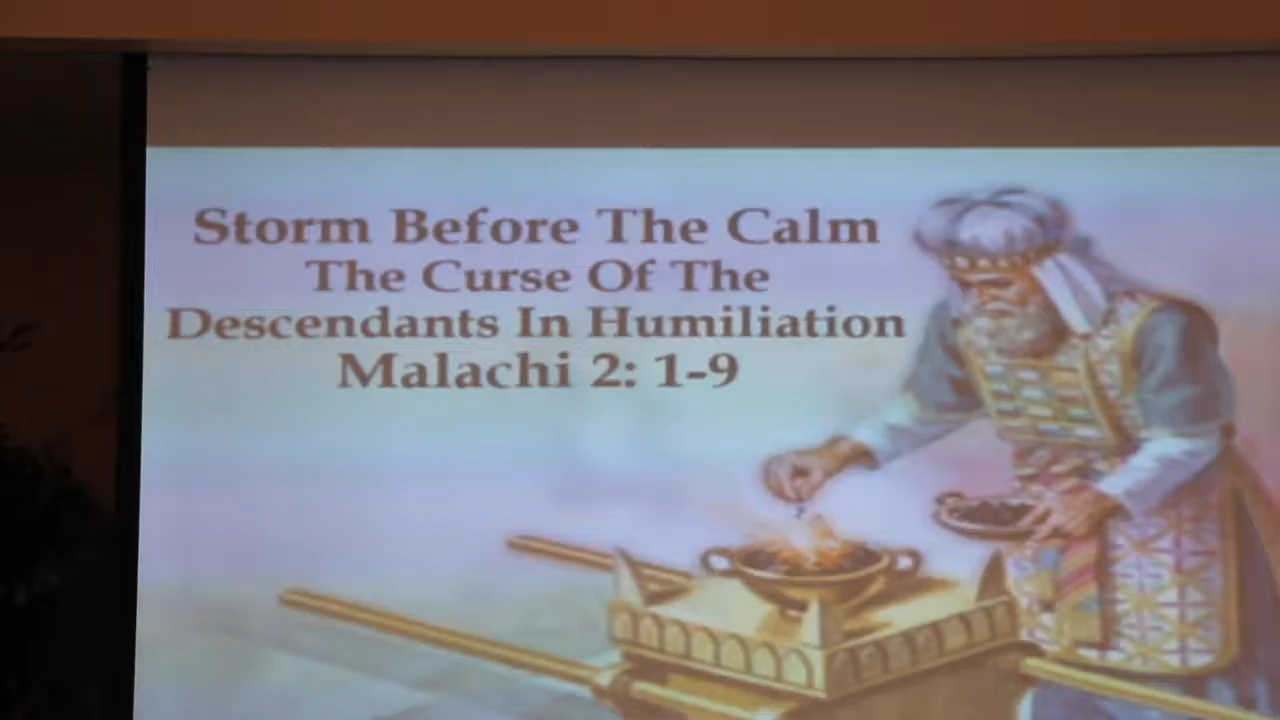 Storm Before The Calm
The Curse Of The
Descendants In Humiliation
Malachi 2: 1-9